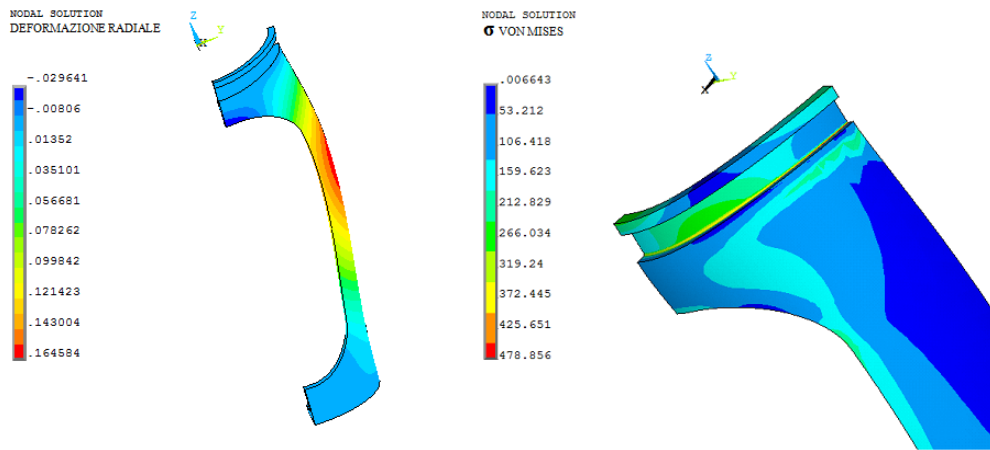 NODAL SOLUTION
DEFORMAZIONE RADIALE
Z
Y
X
-.029641
-.00806
.01352
.035101
.056681
.078262
.099842
.121423
.143004
.164584
NODAL SOLUTION
σ VON MISES
Z
Y
X
.006643
53.212
106.418
159.623
212.829
266.034
319.24
372.445
425.651
478.856